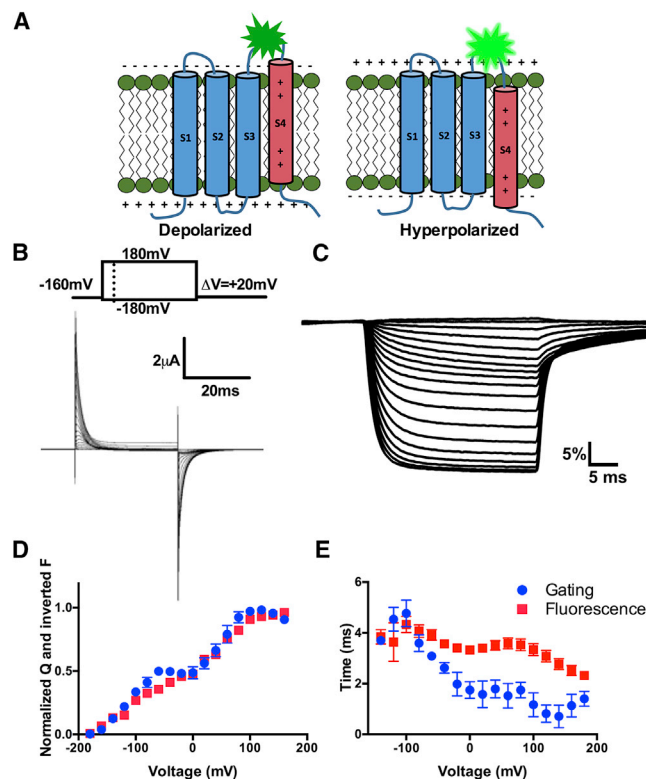 A
- - - - - - - - + + + + + + + + + + + +
S1 S2 S3 S4 + + + + S1 S2 S3 S4 + + + +
+ + + + + + + + + + + + + + - - - - - - - - - -
Depolarized Hyperpolarized
B
180mV
-160mV ΔV=+20mV
-180mV
2μA
20ms
C
5%
5 ms
D
Normalized Q and inverted F
1.0
0.5
0.0
-200 -100 0 100 200
Voltage (mV)
E
Gating
Fluorescence
Time (ms)
6
4
2
0
-100 0 100 200
Voltage (mV)